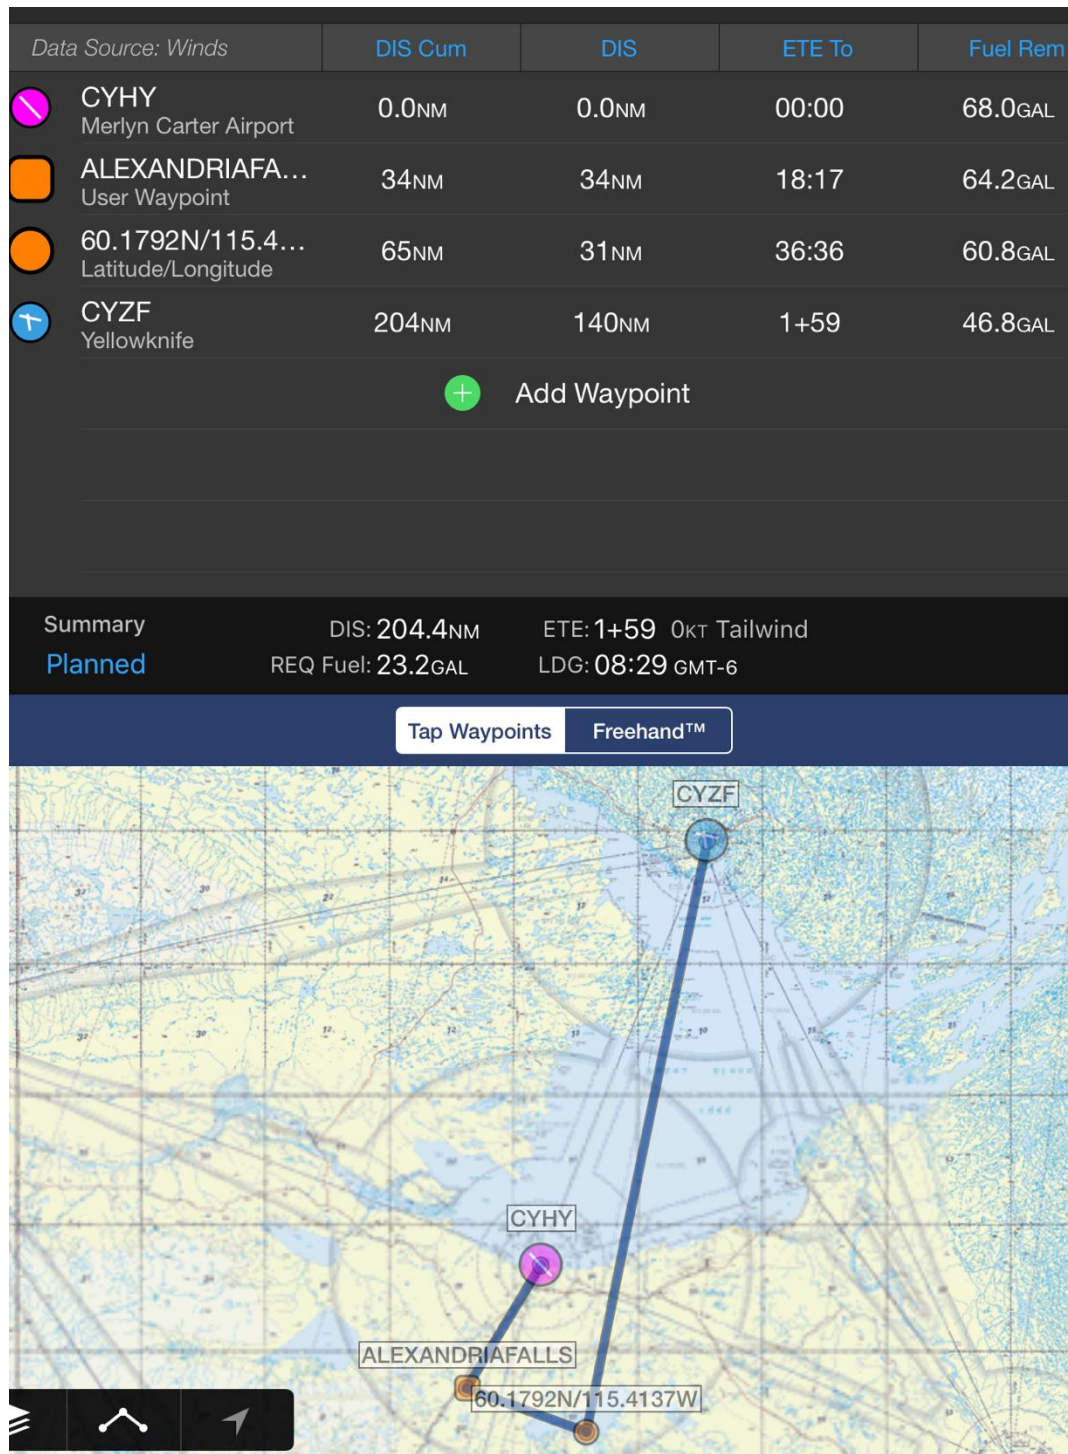 Data Source: Winds DIS Cum DIS ETE To Fuel Rem
CYHY 0.0NM 0.0NM 00:00 68.0GAL
Merlyn Carter Airport
ALEXANDRIAFA... 34NM 34NM 18:17 64.2GAL
User Waypoint
60.1792N/115.4... 65NM 31NM 36:36 60.8GAL
Latitude/Longitude
CYZF 204NM 140NM 1+59 46.8GAL
Yellowknife
Add Waypoint
Summary DIS: 204.4NM ETE: 1+59 0KT Tailwind
Planned REQ Fuel: 23.2GAL LDG: 08:29 GMT-6
Tap Waypoints Freehand™
CYZF
CYHY
ALEXANDRIAFALLS
60.1792N/115.4137W